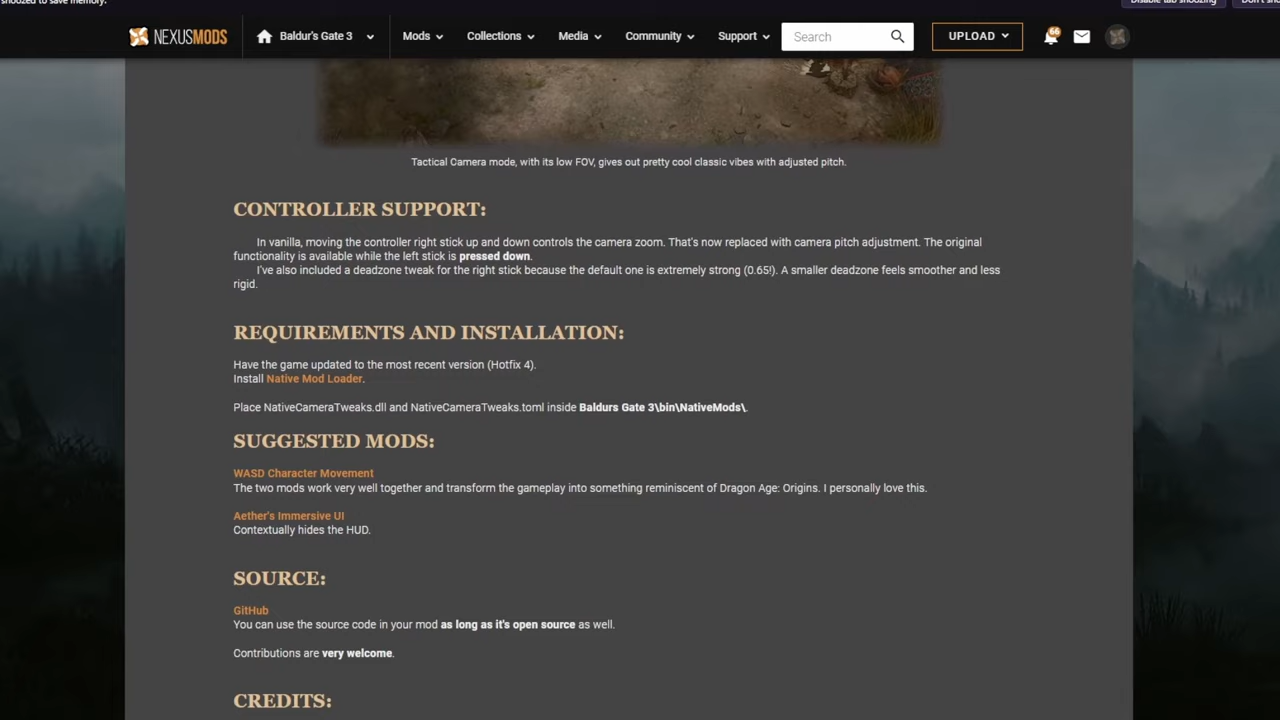 snoozed to save memory.
Disable tab snoozing
NEXUSMODS
Baldur's Gate 3
Mods
Collections
Media
Community
Support
Search
UPLOAD
66
Tactical Camera mode, with its low FOV, gives out pretty cool classic vibes with adjusted pitch.
CONTROLLER SUPPORT:
In vanilla, moving the controller right stick up and down controls the camera zoom. That's now replaced with camera pitch adjustment. The original
functionality is available while the left stick is pressed down.
I've also included a deadzone tweak for the right stick because the default one is extremely strong (0.65!). A smaller deadzone feels smoother and less
rigid.
REQUIREMENTS AND INSTALLATION:
Have the game updated to the most recent version (Hotfix 4).
Install Native Mod Loader.
Place NativeCameraTweaks.dll and NativeCameraTweaks.toml inside Baldurs Gate 3\bin\NativeMods\.
SUGGESTED MODS:
WASD Character Movement
The two mods work very well together and transform the gameplay into something reminiscent of Dragon Age: Origins. I personally love this.
Aether's Immersive UI
Contextually hides the HUD.
SOURCE:
GitHub
You can use the source code in your mod as long as it's open source as well.
Contributions are very welcome.
CREDITS: